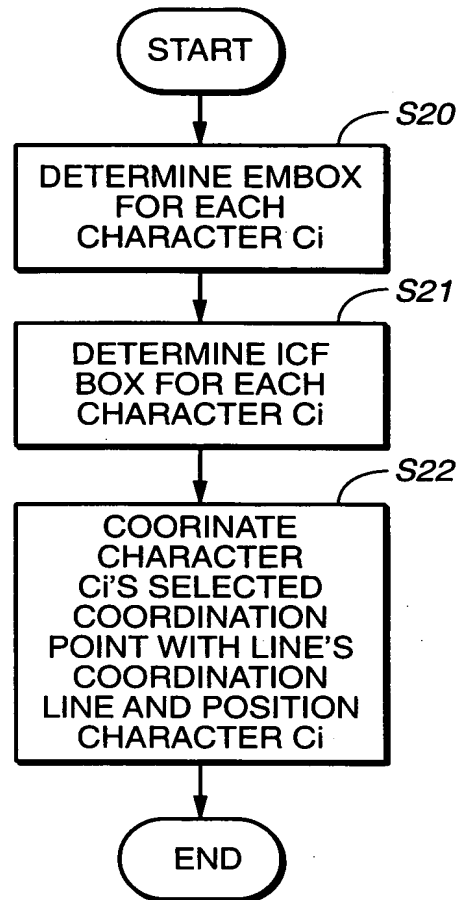 START
S20
DETERMINE EMBOX
FOR EACH
CHARACTER Ci
S21
DETERMINE ICF
BOX FOR EACH
CHARACTER Ci
S22
COORINATE
CHARACTER
Ci'S SELECTED
COORDINATION
POINT WITH LINE'S
COORDINATION
LINE AND POSITION
CHARACTER Ci
END